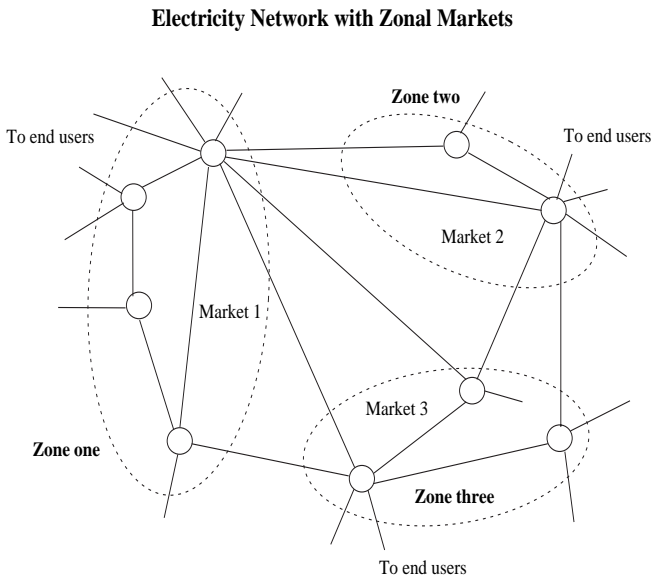 Electricity Network with Zonal Markets
Zone two
To end users
To end users
Market 2
Market 1
Market 3
Zone one
Zone three
To end users